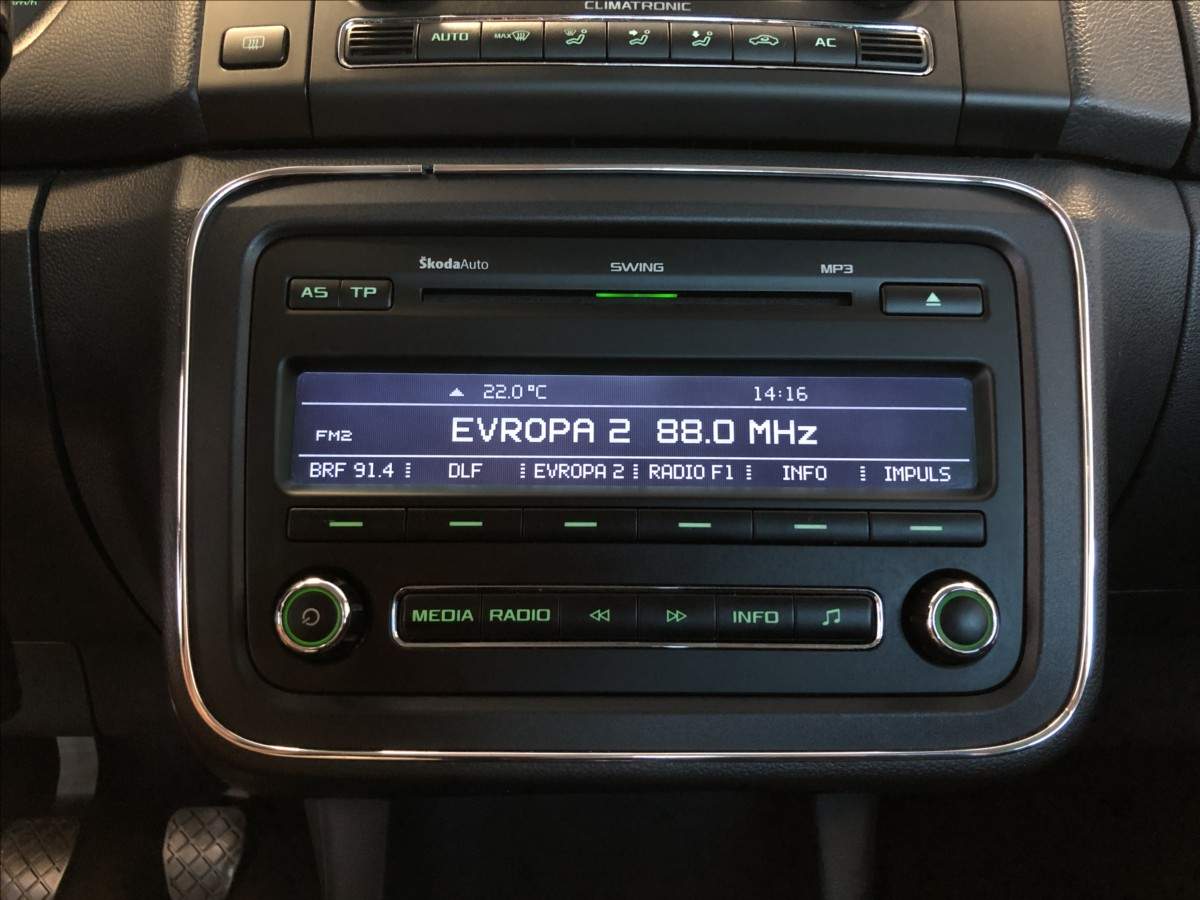 km/h
CLIMATRONIC
AUTO MAX AC
ŠkodaAuto SWING MP3
AS TP
22.0 °C 14:16
FM2 EVROPA 2 88.0 MHz
BRF 91.4 DLF EVROPA 2 RADIO F1 INFO IMPULS
MEDIA RADIO INFO